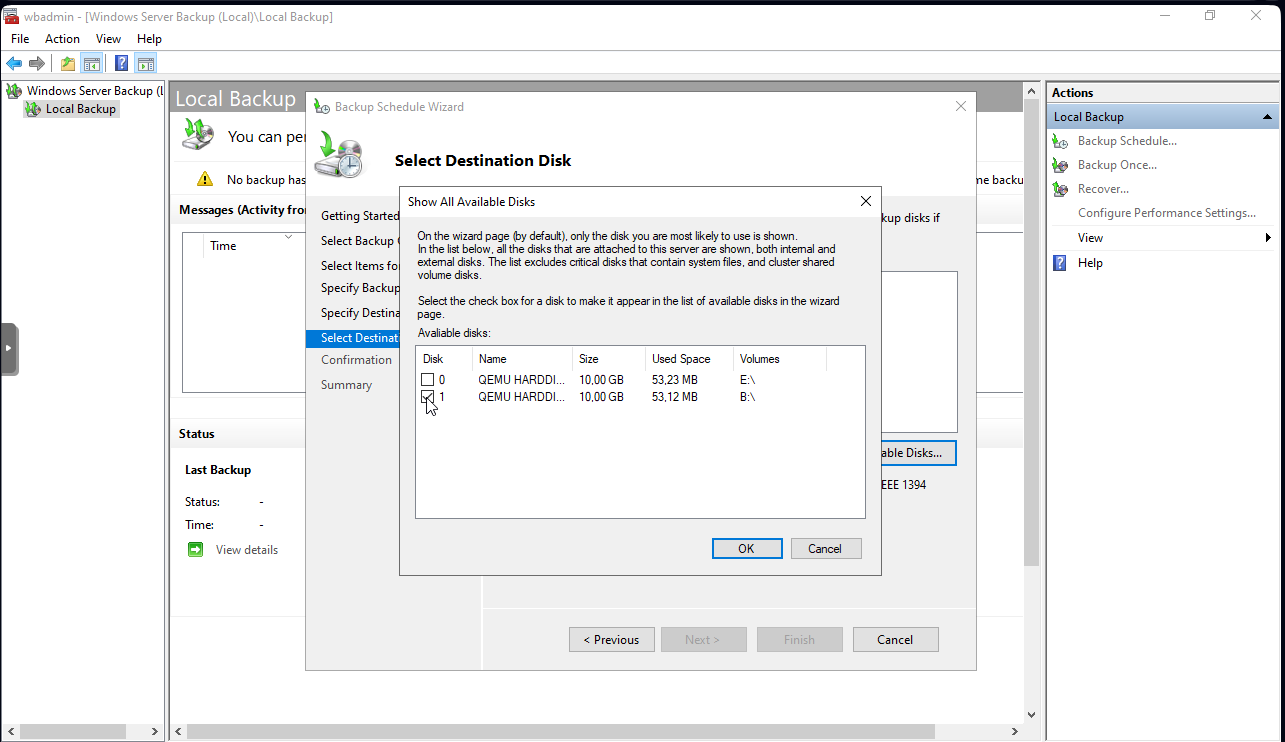 wbadmin - [Windows Server Backup (Local)\Local Backup]
File Action View Help
Windows Server Backup (L
Local Backup
Local Backup
You can per
No backup has
me backu
Messages (Activity fro
Time
Status
Last Backup
Status: -
Time: -
View details
Backup Schedule Wizard
Select Destination Disk
Getting Started
Select Backup
Select Items fo
Specify Backup
Specify Destina
Select Destinat
Confirmation
Summary
kup disks if
able Disks...
EEE 1394
< Previous
Next >
Finish
Cancel
Show All Available Disks
On the wizard page (by default), only the disk you are most likely to use is shown.
In the list below, all the disks that are attached to this server are shown, both internal and
external disks. The list excludes critical disks that contain system files, and cluster shared
volume disks.
Select the check box for a disk to make it appear in the list of available disks in the wizard
page.
Avaliable disks:
Disk Name Size Used Space Volumes
0 QEMU HARDDI... 10,00 GB 53,23 MB E:\
1 QEMU HARDDI... 10,00 GB 53,12 MB B:\
OK
Cancel
Actions
Local Backup
Backup Schedule...
Backup Once...
Recover...
Configure Performance Settings...
View
Help